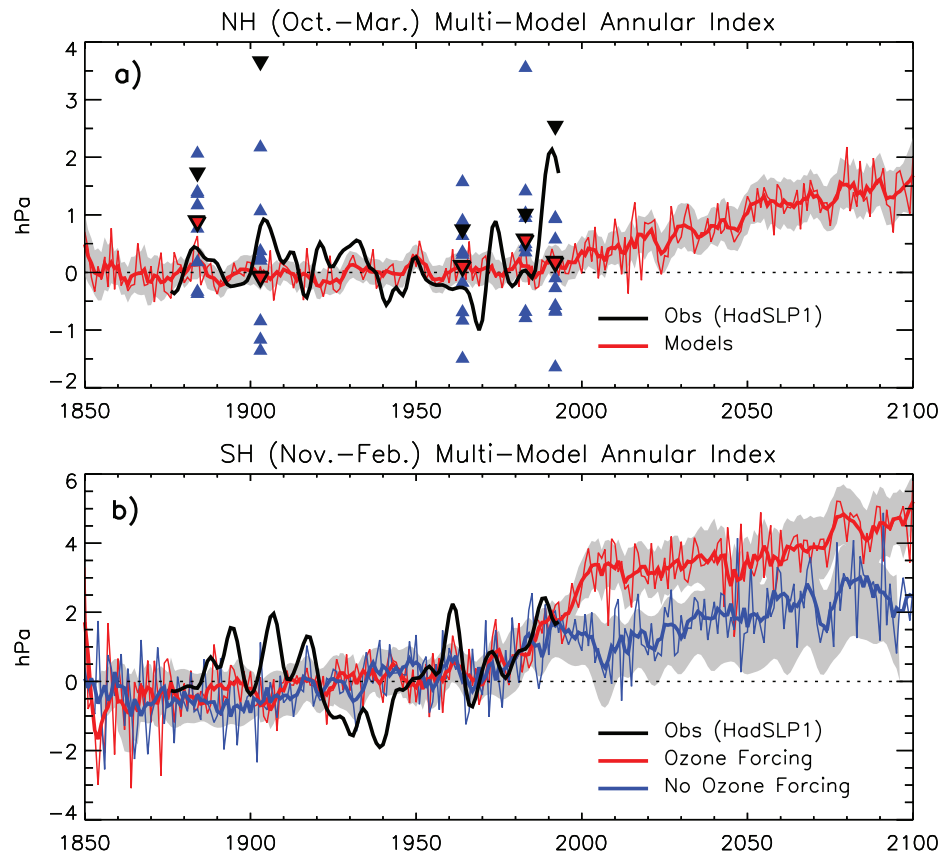 NH (Oct.–Mar.) Multi–Model Annular Index
a)
4
3
2
1
0
−1
−2
hPa
Obs (HadSLP1)
Models
1850 1900 1950 2000 2050 2100
SH (Nov.–Feb.) Multi–Model Annular Index
b)
6
4
2
0
−2
−4
hPa
Obs (HadSLP1)
Ozone Forcing
No Ozone Forcing
1850 1900 1950 2000 2050 2100